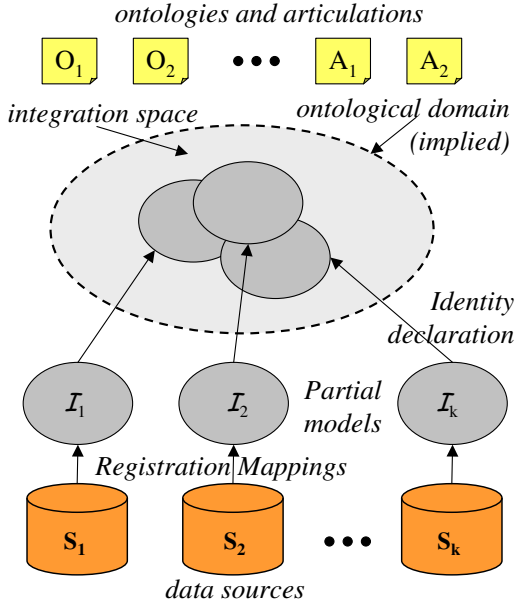 ontologies and articulations
O1 O2 ••• A1 A2
integration space
ontological domain
(implied)
Identity
declaration
I1 I2 Ik
Partial
models
Registration Mappings
S1 S2 ••• Sk
data sources